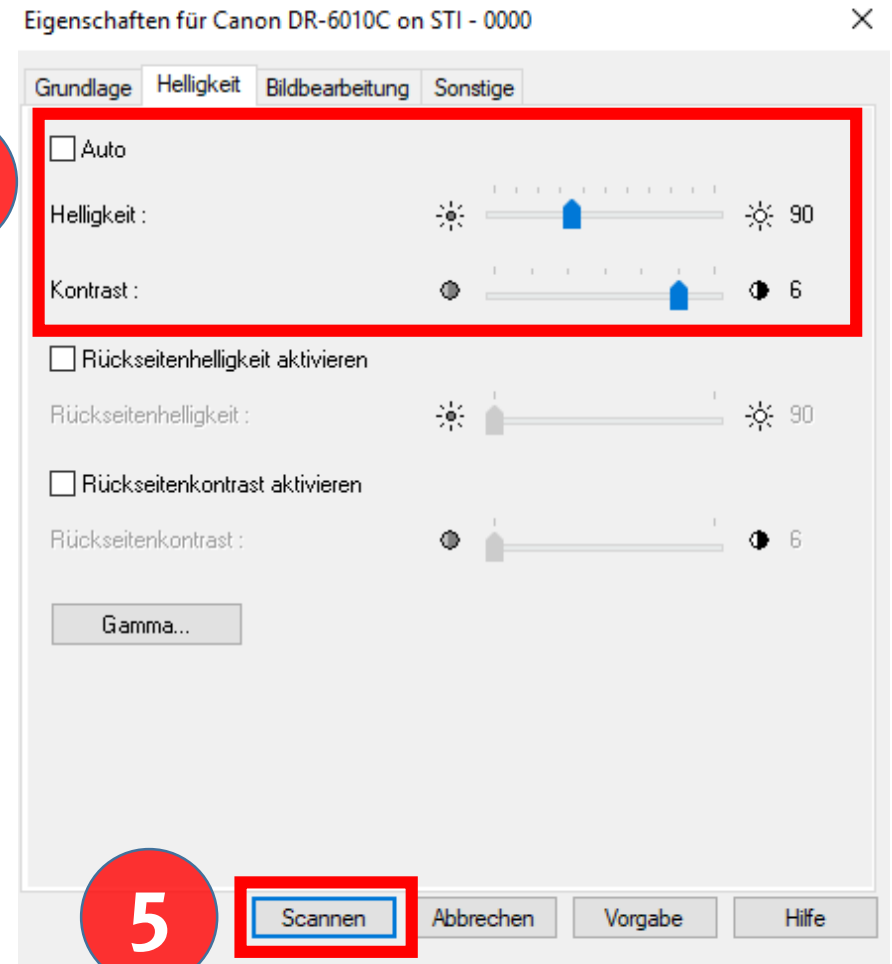 Eigenschaften für Canon DR-6010C on STI - 0000
Grundlage Helligkeit Bildbearbeitung Sonstige
Auto
Helligkeit : 90
Kontrast : 6
Rückseitenhelligkeit aktivieren
Rückseitenhelligkeit : 90
Rückseitenkontrast aktivieren
Rückseitenkontrast : 6
Gamma...
5 Scannen Abbrechen Vorgabe Hilfe